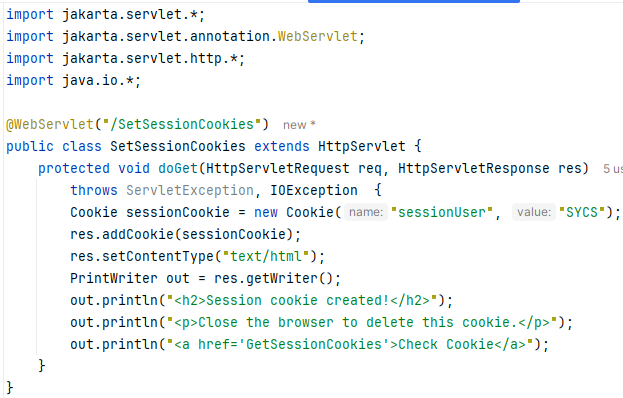 import jakarta.servlet.*;
import jakarta.servlet.annotation.WebServlet;
import jakarta.servlet.http.*;
import java.io.*;
@WebServlet("/SetSessionCookies") new *
public class SetSessionCookies extends HttpServlet {
protected void doGet(HttpServletRequest req, HttpServletResponse res) 5 us
throws ServletException, IOException {
Cookie sessionCookie = new Cookie( name: "sessionUser", value: "SYCS");
res.addCookie(sessionCookie);
res.setContentType("text/html");
PrintWriter out = res.getWriter();
out.println("<h2>Session cookie created!</h2>");
out.println("<p>Close the browser to delete this cookie.</p>");
out.println("<a href='GetSessionCookies'>Check Cookie</a>");
}
}